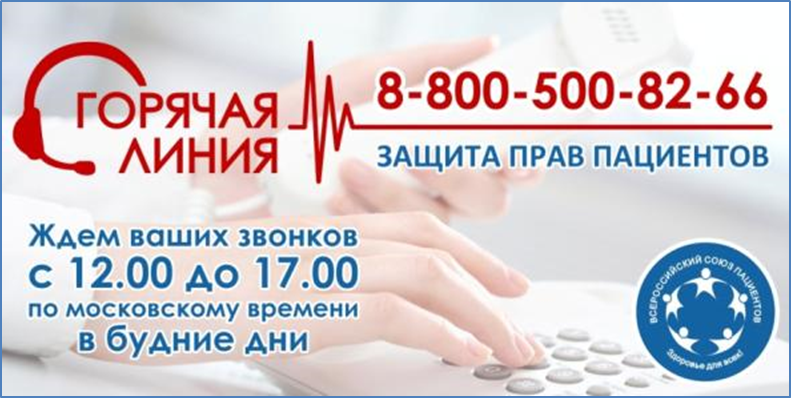 ГОРЯЧАЯ
ЛИНИЯ
8-800-500-82-66
ЗАЩИТА ПРАВ ПАЦИЕНТОВ
Ждем ваших звонков
с 12.00 до 17.00
по московскому времени
в будние дни
ВСЕРОССИЙСКИЙ СОЮЗ ПАЦИЕНТОВ
Здоровье для всех!